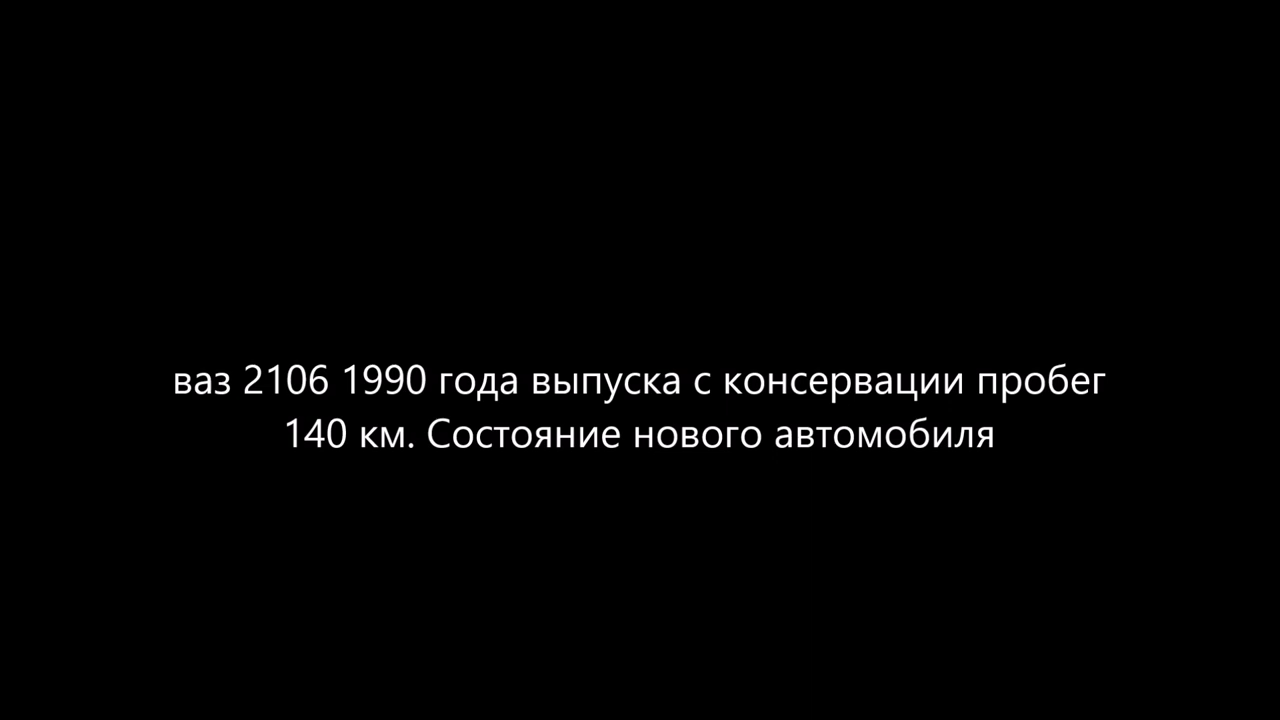 ваз 2106 1990 года выпуска с консервации пробег
140 км. Состояние нового автомобиля